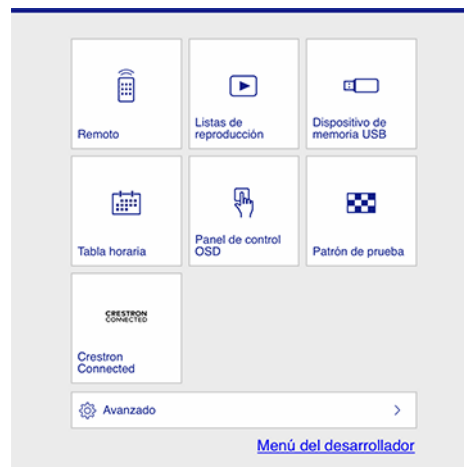 Remoto
Listas de
reproducción
Dispositivo de
memoria USB
Tabla horaria
Panel de control
OSD
Patrón de prueba
CRESTRON
CONNECTED
Crestron
Connected
Avanzado
Menú del desarrollador